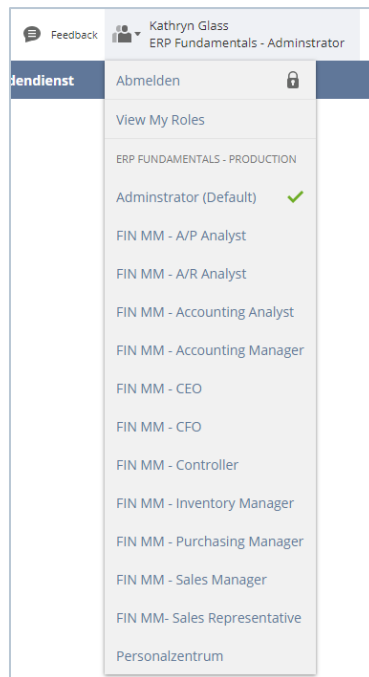 Feedback
Kathryn Glass
ERP Fundamentals - Adminstrator
dendienst
Abmelden
View My Roles
ERP FUNDAMENTALS - PRODUCTION
Adminstrator (Default)
FIN MM - A/P Analyst
FIN MM - A/R Analyst
FIN MM - Accounting Analyst
FIN MM - Accounting Manager
FIN MM - CEO
FIN MM - CFO
FIN MM - Controller
FIN MM - Inventory Manager
FIN MM - Purchasing Manager
FIN MM - Sales Manager
FIN MM- Sales Representative
Personalzentrum